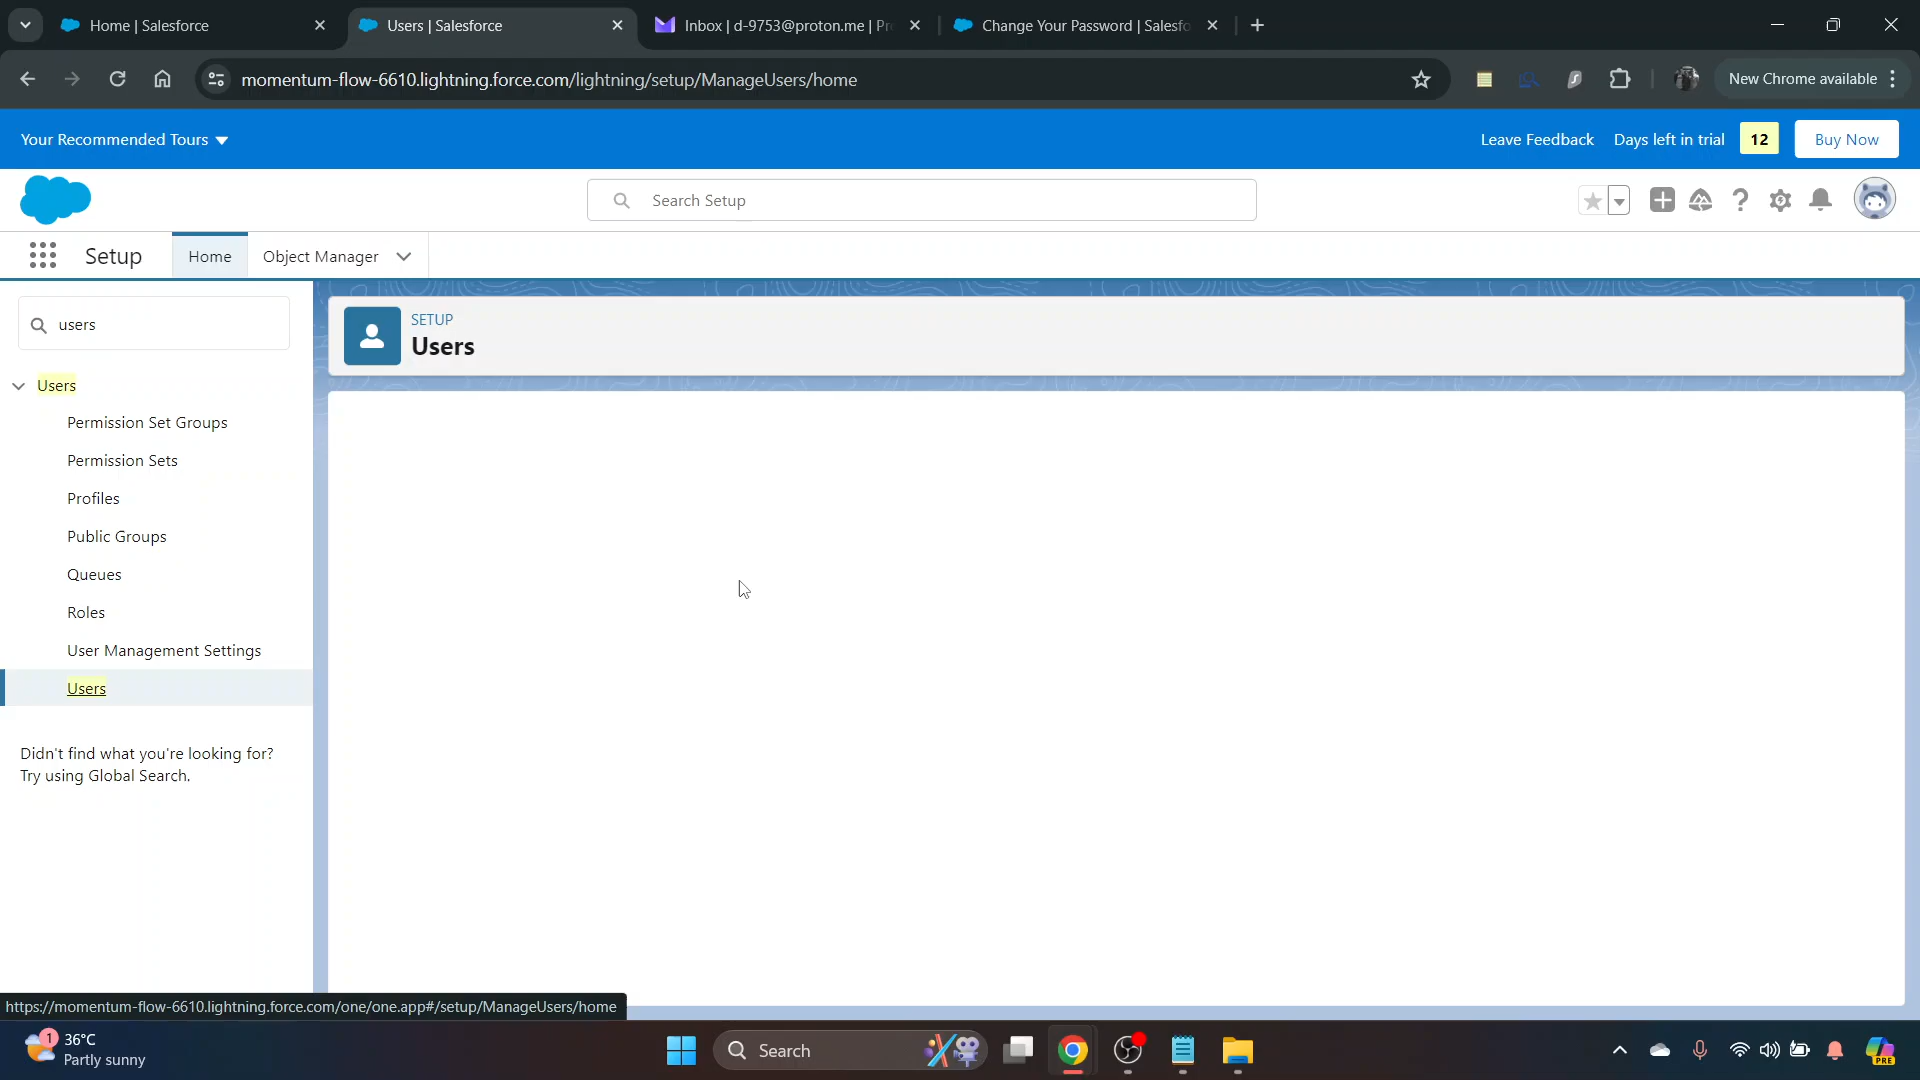 Home | Salesforce
Users | Salesforce
Inbox | d-9753@proton.me | Pr
Change Your Password | Salesfo
momentum-flow-6610.lightning.force.com/lightning/setup/ManageUsers/home
New Chrome available
Your Recommended Tours
Leave Feedback
Days left in trial
12
Buy Now
Search Setup
Setup
Home
Object Manager
users
SETUP
Users
Users
Permission Set Groups
Permission Sets
Profiles
Public Groups
Queues
Roles
User Management Settings
Users
Didn't find what you're looking for?
Try using Global Search.
https://momentum-flow-6610.lightning.force.com/one/one.app#/setup/ManageUsers/home
1
36°C
Partly sunny
Search
PRE